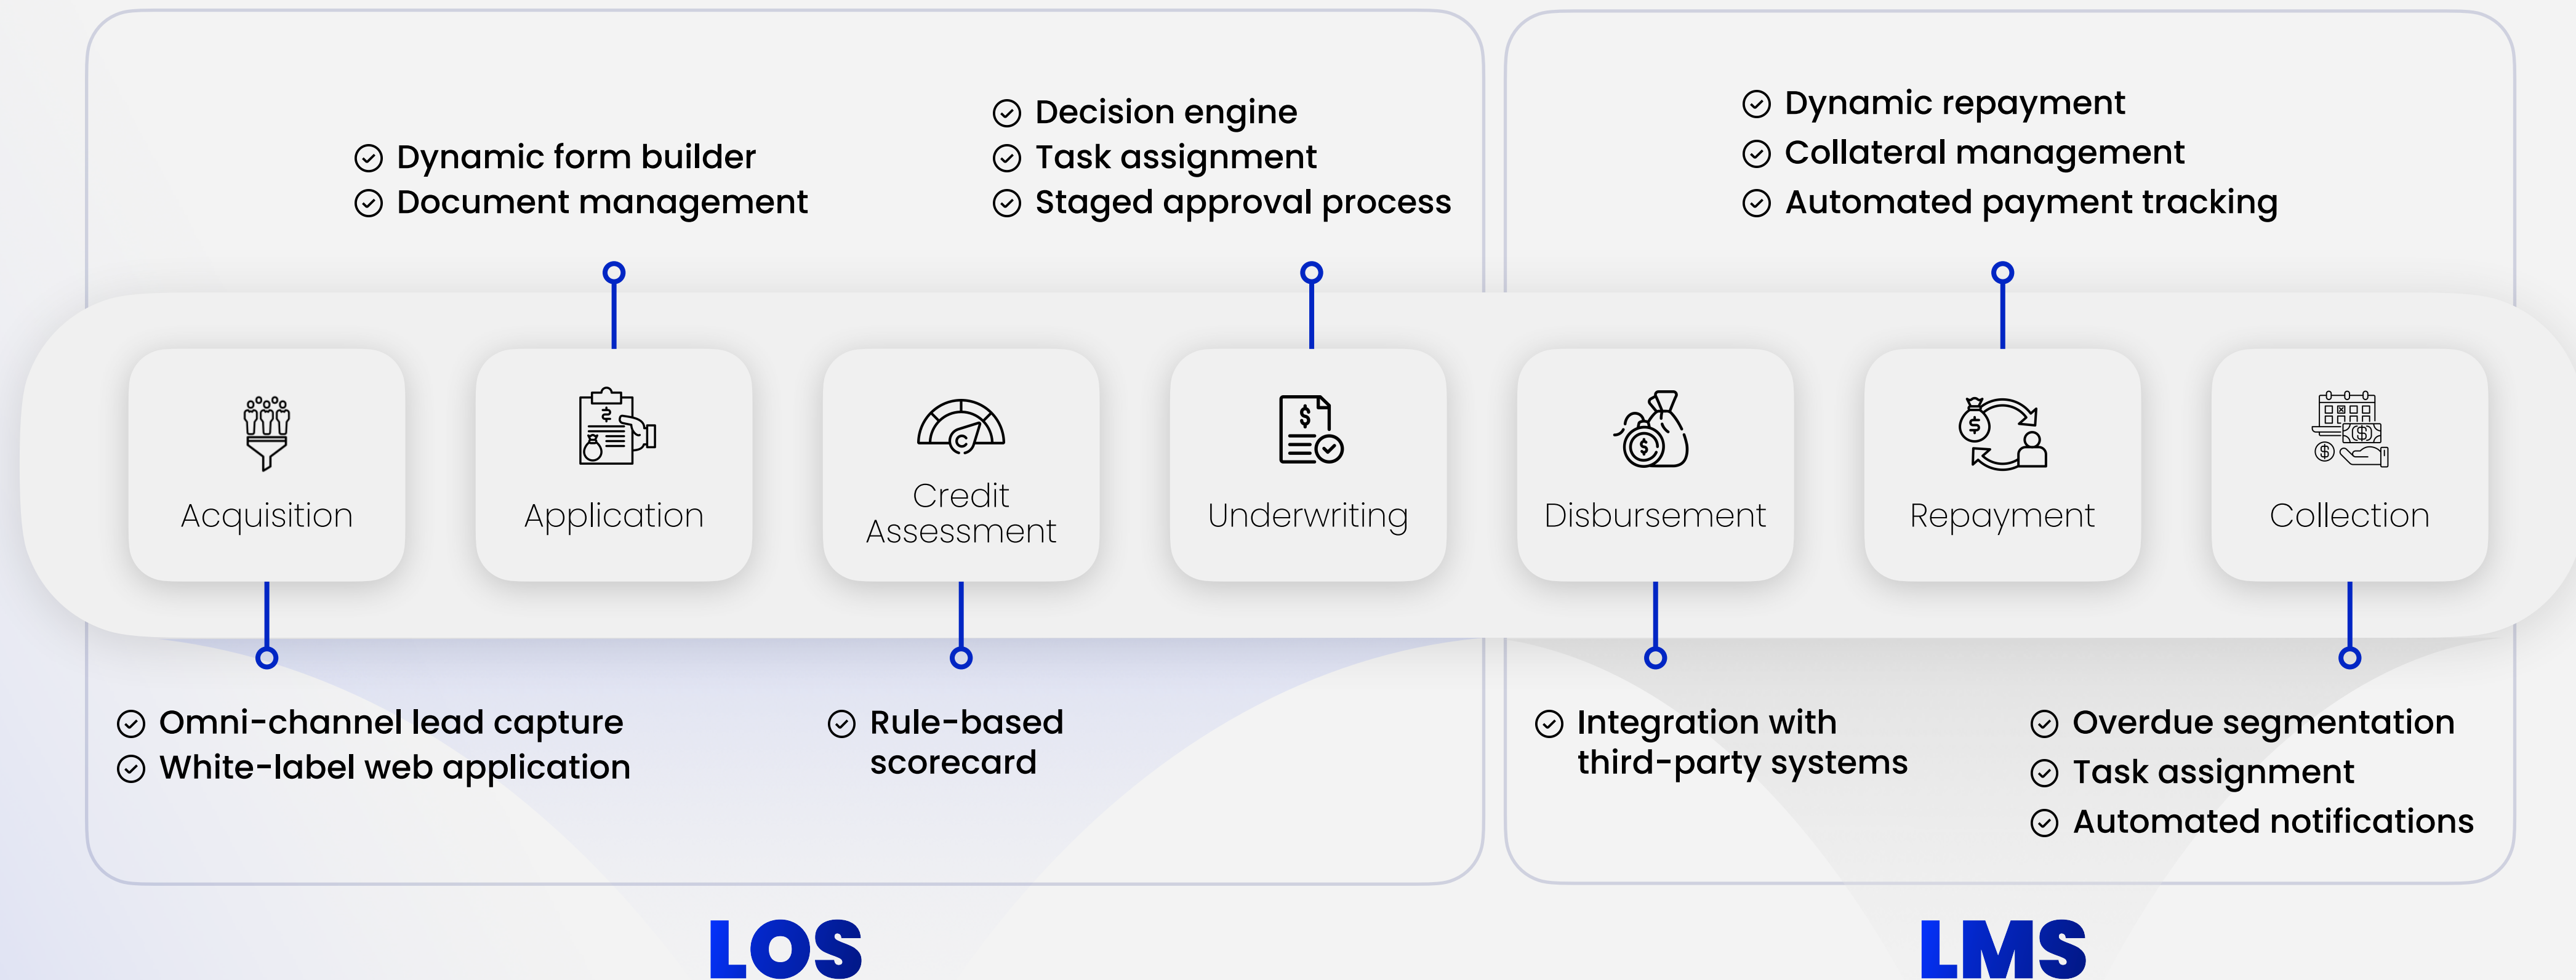 Dynamic form builder
Document management
Decision engine
Task assignment
Staged approval process
Dynamic repayment
Collateral management
Automated payment tracking
Acquisition
Application
Credit
Assessment
Underwriting
Disbursement
Repayment
Collection
Omni-channel lead capture
White-label web application
Rule-based
scorecard
Integration with
third-party systems
Overdue segmentation
Task assignment
Automated notifications
LOS
LMS